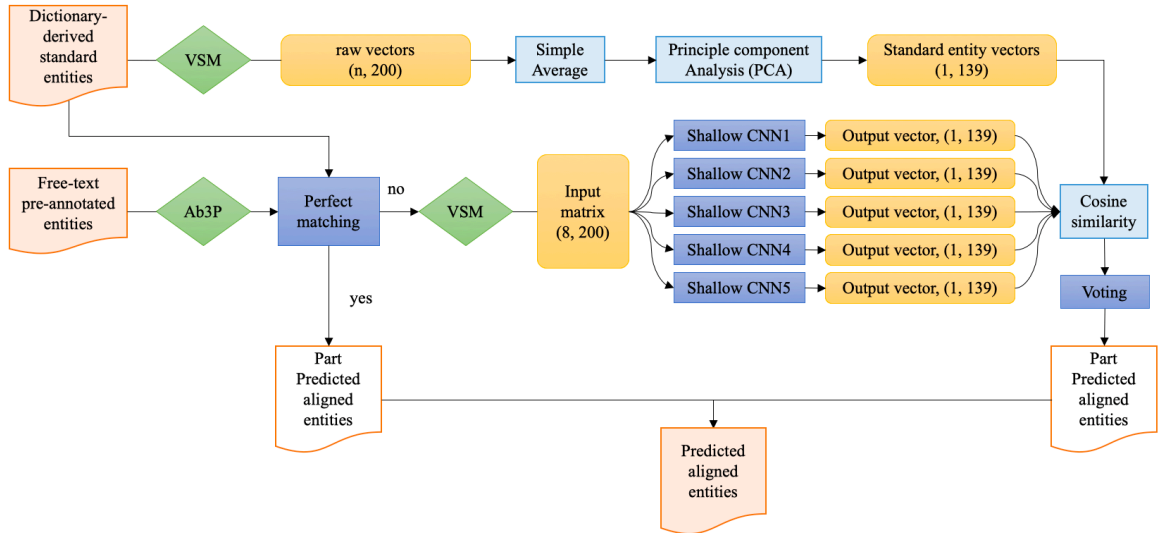 Dictionary-
derived
standard
entities
VSM
raw vectors
(n, 200)
Simple
Average
Principle component
Analysis (PCA)
Standard entity vectors
(1, 139)
Free-text
pre-annotated
entities
Ab3P
Perfect
matching
no
VSM
Input
matrix
(8, 200)
Shallow CNN1
Output vector, (1, 139)
Shallow CNN2
Output vector, (1, 139)
Shallow CNN3
Output vector, (1, 139)
Shallow CNN4
Output vector, (1, 139)
Shallow CNN5
Output vector, (1, 139)
Cosine
similarity
yes
Voting
Part
Predicted
aligned
entities
Part
Predicted
aligned
entities
Predicted
aligned
entities